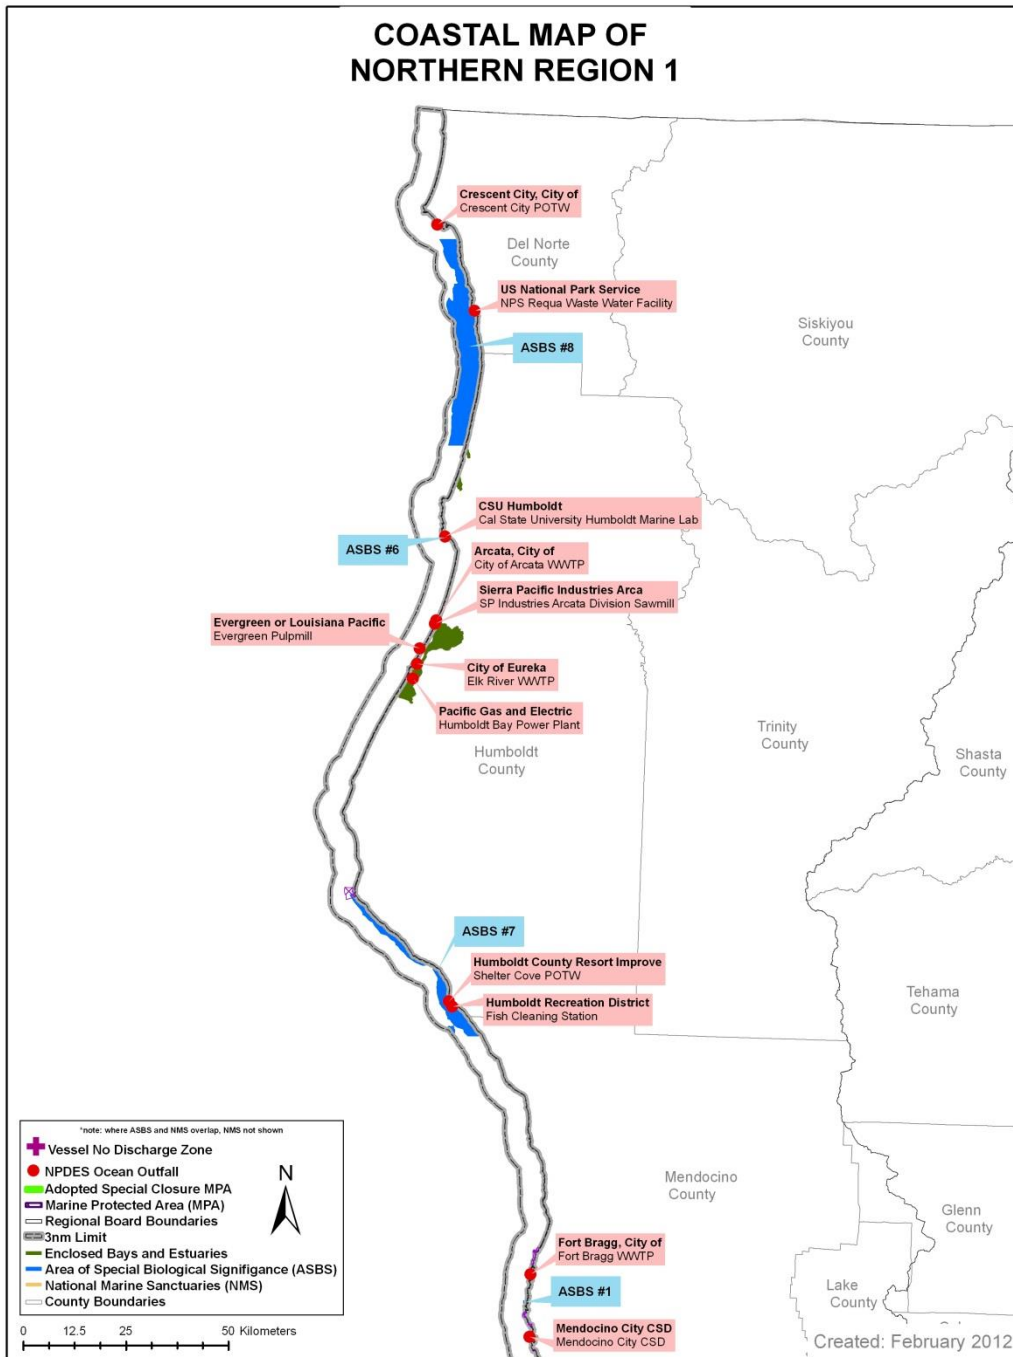 COASTAL MAP OF
NORTHERN REGION 1
Crescent City, City of
Crescent City POTW
Del Norte
County
US National Park Service
NPS Requa Waste Water Facility
Siskiyou
County
ASBS #8
CSU Humboldt
Cal State University Humboldt Marine Lab
ASBS #6
Arcata, City of
City of Arcata WWTP
Sierra Pacific Industries Arca
SP Industries Arcata Division Sawmill
Evergreen or Louisiana Pacific
Evergreen Pulpmill
City of Eureka
Elk River WWTP
Pacific Gas and Electric
Humboldt Bay Power Plant
Humboldt
County
Trinity
County
Shasta
County
ASBS #7
Humboldt County Resort Improve
Shelter Cove POTW
Humboldt Recreation District
Fish Cleaning Station
Tehama
County
Mendocino
County
Glenn
County
Fort Bragg, City of
Fort Bragg WWTP
ASBS #1
Lake
County
Mendocino City CSD
Mendocino City CSD
*note: where ASBS and NMS overlap, NMS not shown
Vessel No Discharge Zone
NPDES Ocean Outfall
Adopted Special Closure MPA
Marine Protected Area (MPA)
Regional Board Boundaries
3nm Limit
Enclosed Bays and Estuaries
Area of Special Biological Signifigance (ASBS)
National Marine Sanctuaries (NMS)
County Boundaries
N
0 12.5 25 50 Kilometers
Created: February 2012